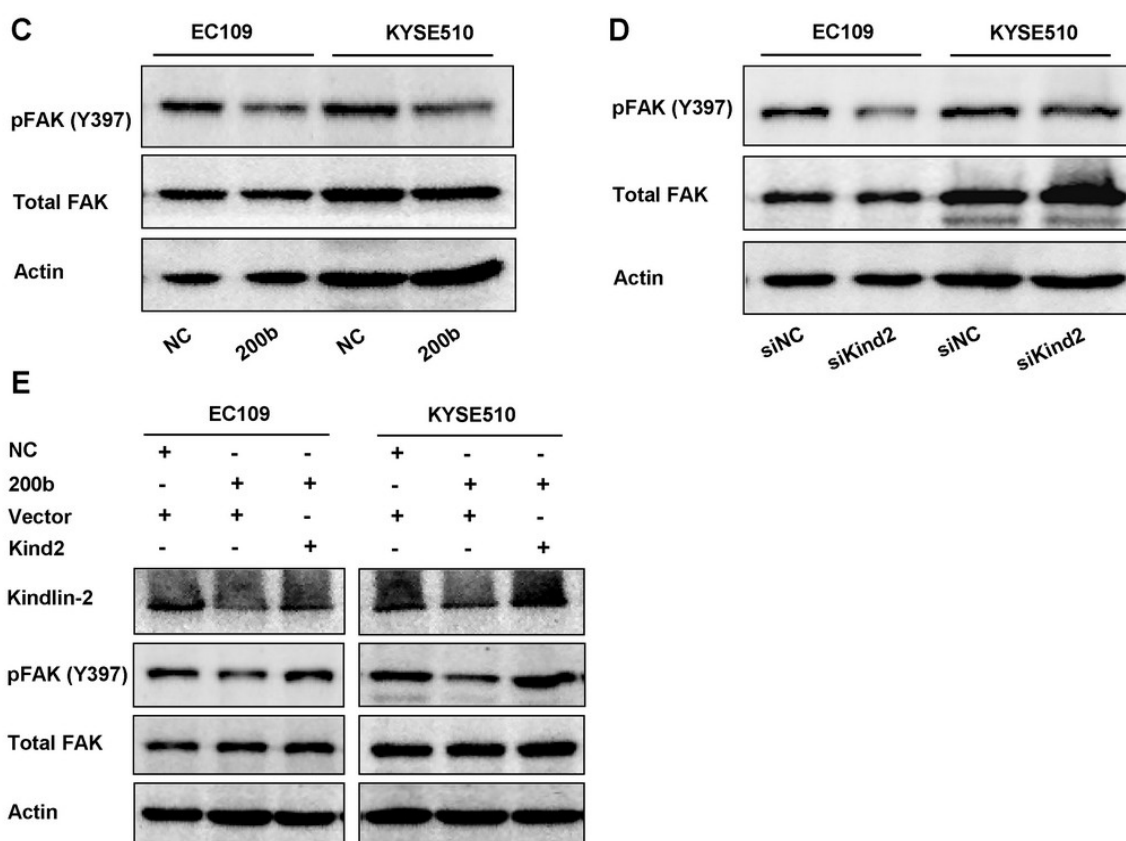 C
EC109 KYSE510
pFAK (Y397)
Total FAK
Actin
NC 200b NC 200b
D
EC109 KYSE510
pFAK (Y397)
Total FAK
Actin
siNC siKind2 siNC siKind2
E
EC109 KYSE510
NC + - - + - -
200b - + + - + +
Vector + + - + + -
Kind2 - - + - - +
Kindlin-2
pFAK (Y397)
Total FAK
Actin